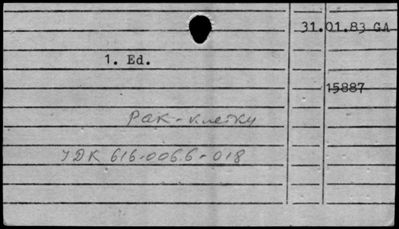 31.01.83 GA
1. Ed.
15887
Рак - клетки
УДК 616-006.6-018